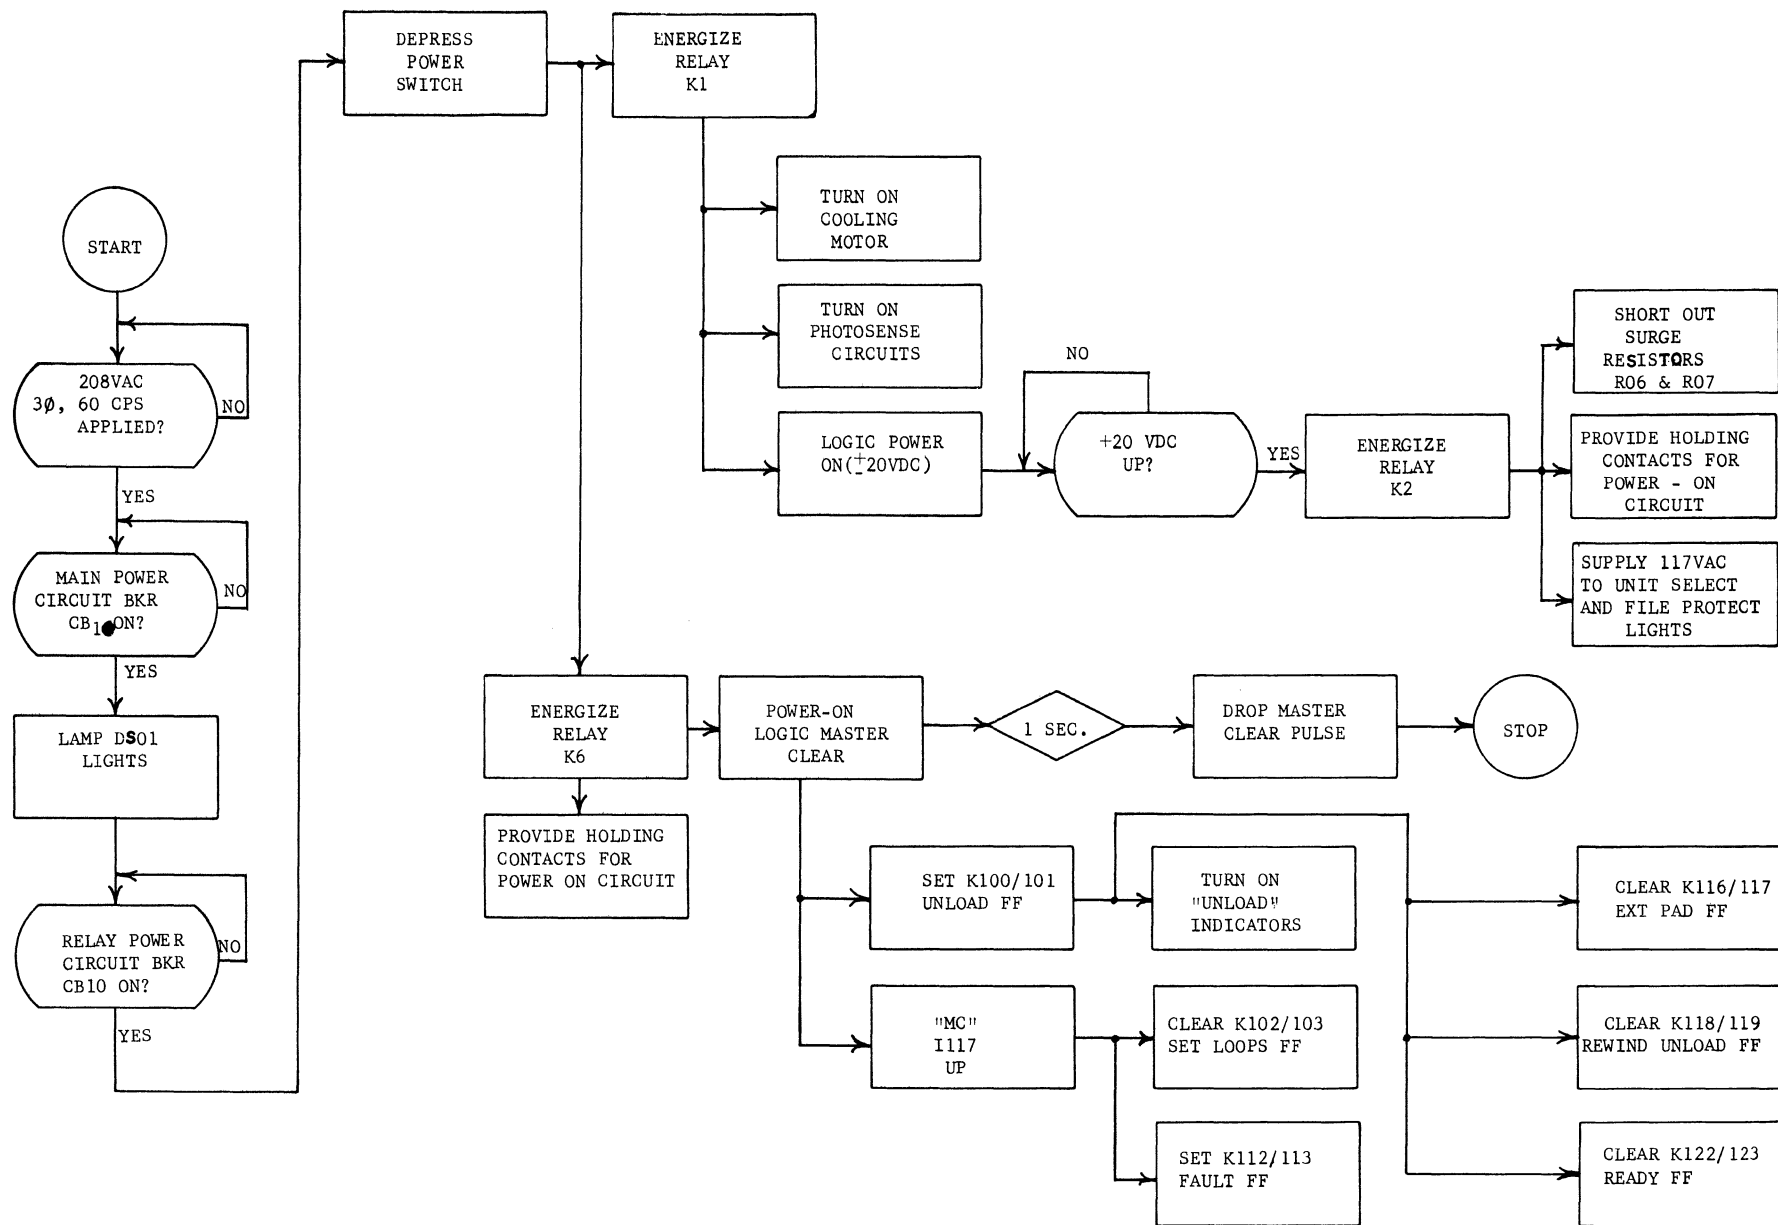 START
208VAC
3Ø, 60 CPS
APPLIED?
NO
YES
MAIN POWER
CIRCUIT BKR
ON?
NO
YES
LAMP DS01
LIGHTS
RELAY POWER
CIRCUIT BKR
CB10 ON?
NO
YES
DEPRESS
POWER
SWITCH
ENERGIZE
RELAY
K1
TURN ON
COOLING
MOTOR
TURN ON
PHOTOSENSE
CIRCUITS
LOGIC POWER
ON(±20VDC)
NO
+20 VDC
UP?
YES
ENERGIZE
RELAY
K2
SHORT OUT
SURGE
RESISTORS
R06 & R07
PROVIDE HOLDING
CONTACTS FOR
POWER - ON
CIRCUIT
SUPPLY 117VAC
TO UNIT SELECT
AND FILE PROTECT
LIGHTS
ENERGIZE
RELAY
K6
PROVIDE HOLDING
CONTACTS FOR
POWER ON CIRCUIT
POWER-ON
LOGIC MASTER
CLEAR
1 SEC.
DROP MASTER
CLEAR PULSE
STOP
SET K100/101
UNLOAD FF
TURN ON
"UNLOAD"
INDICATORS
"MC"
I117
UP
CLEAR K102/103
SET LOOPS FF
SET K112/113
FAULT FF
CLEAR K116/117
EXT PAD FF
CLEAR K118/119
REWIND UNLOAD FF
CLEAR K122/123
READY FF